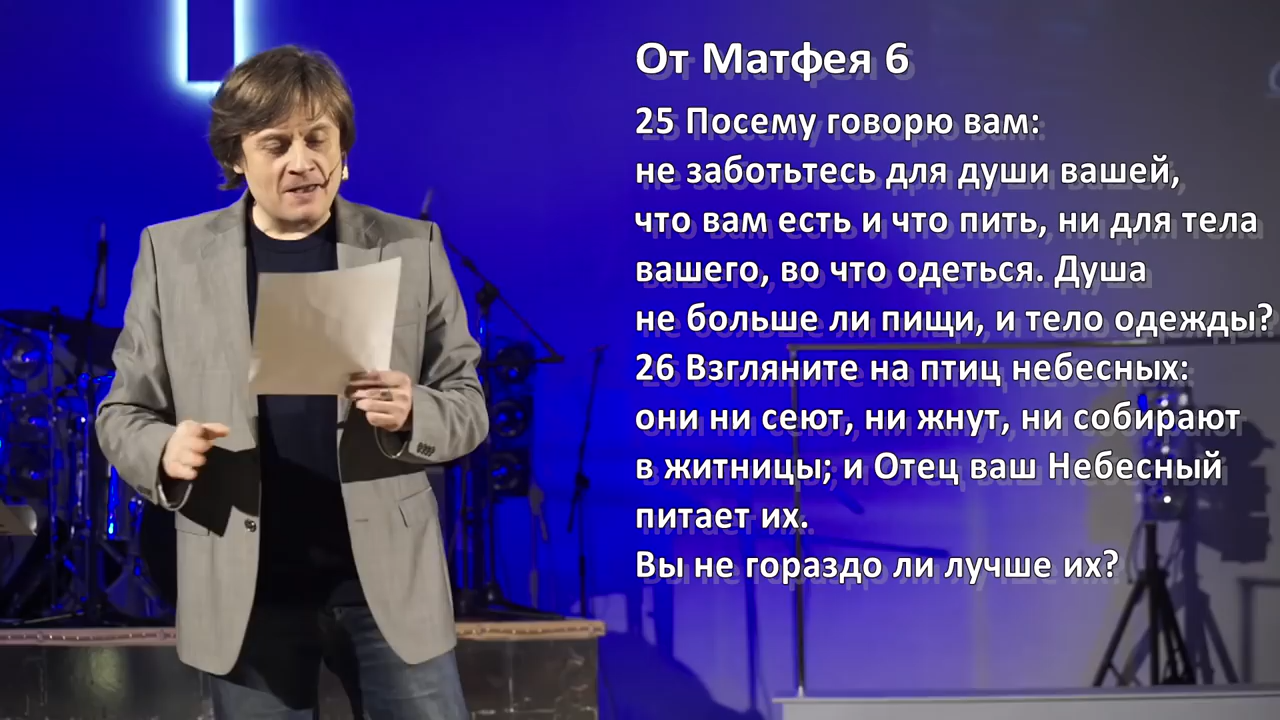 От Матфея 6
25 Посему говорю вам:
не заботьтесь для души вашей,
что вам есть и что пить, ни для тела
вашего, во что одеться. Душа
не больше ли пищи, и тело одежды?
26 Взгляните на птиц небесных:
они ни сеют, ни жнут, ни собирают
в житницы; и Отец ваш Небесный
питает их.
Вы не гораздо ли лучше их?